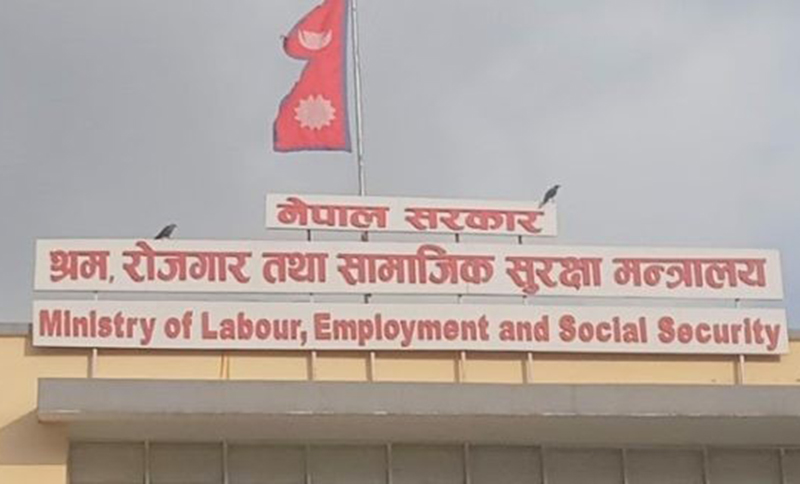 नेपाल सरकार
श्रम, रोजगार तथा सामाजिक सुरक्षा मन्त्रालय
Ministry of Labour, Employment and Social Security